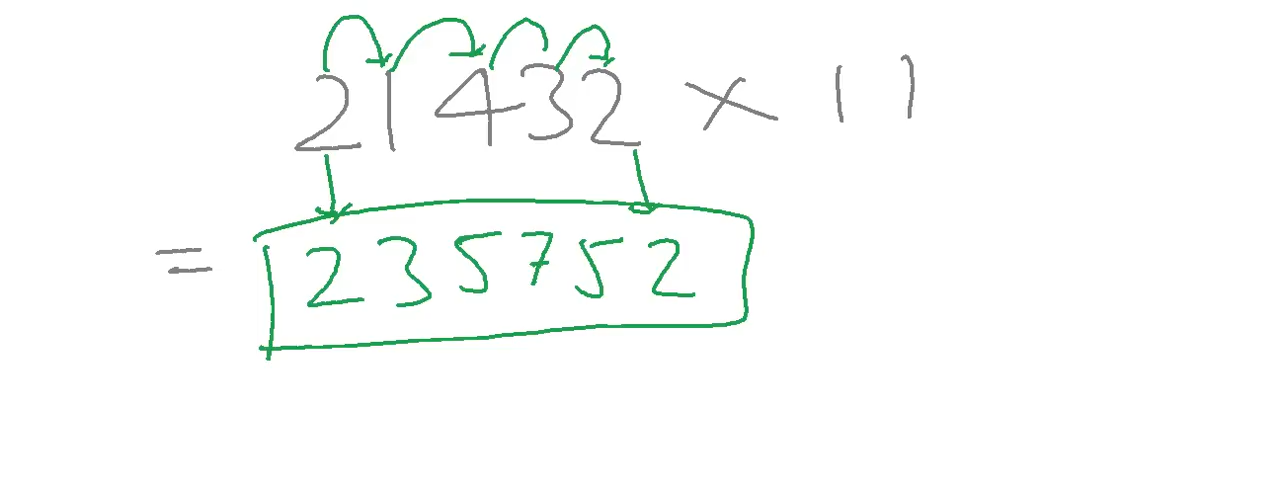 21432 × 11
= 235752